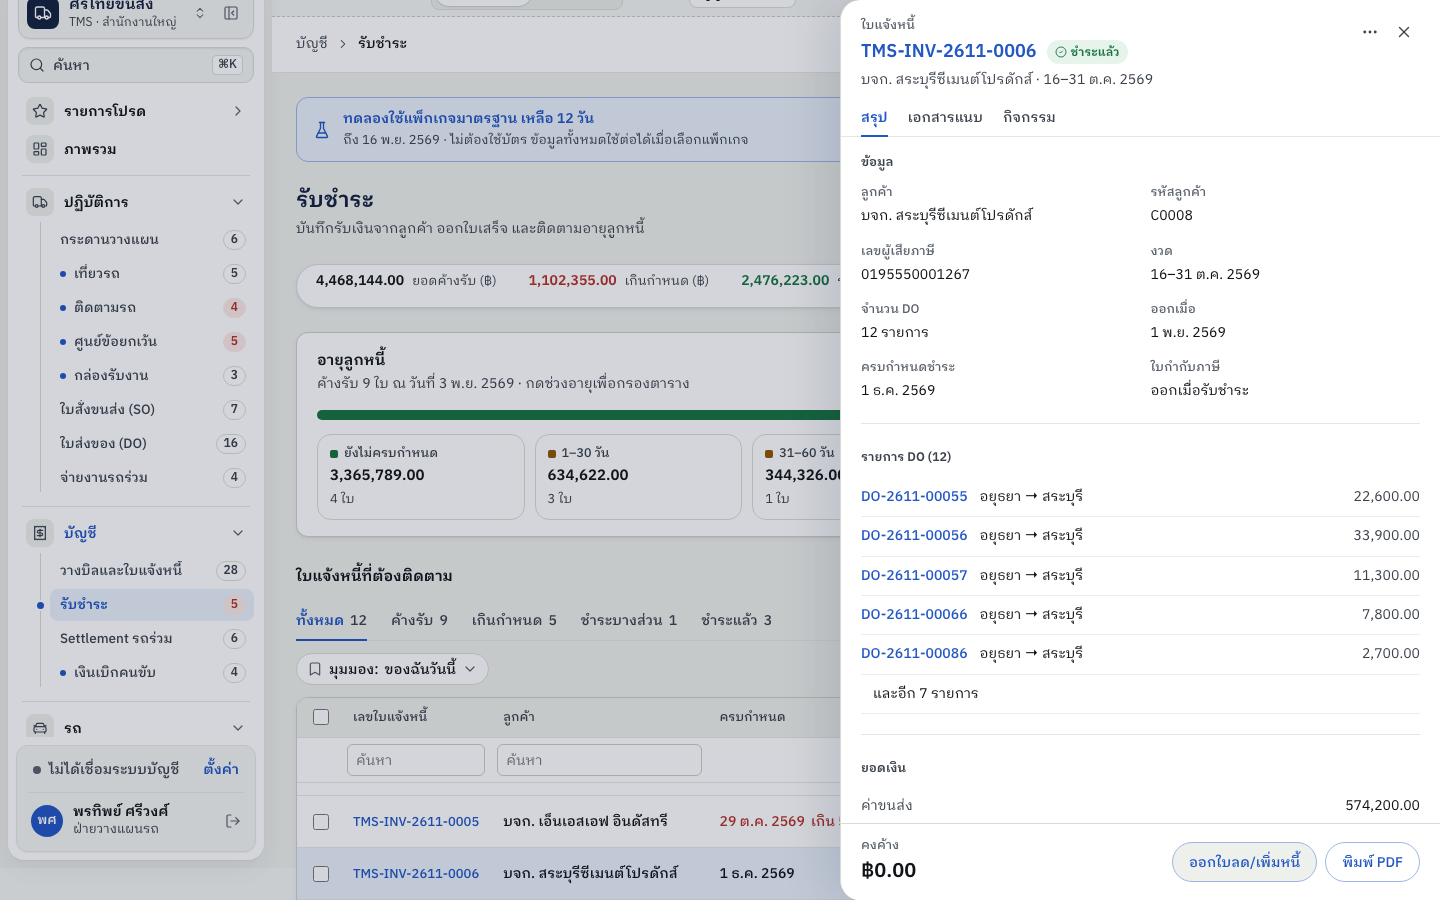 ศรีไทยขนส่ง
TMS · สำนักงานใหญ่
ค้นหา
⌘K
รายการโปรด
ภาพรวม
ปฏิบัติการ
กระดานวางแผน 6
เที่ยวรถ 5
ติดตามรถ 4
ศูนย์ข้อยกเว้น 5
กล่องรับงาน 3
ใบสั่งขนส่ง (SO) 7
ใบส่งของ (DO) 16
จ่ายงานรถร่วม 4
บัญชี
วางบิลและใบแจ้งหนี้ 28
รับชำระ 5
Settlement รถร่วม 6
เงินเบิกคนขับ 4
รถ
ไม่ได้เชื่อมระบบบัญชี ตั้งค่า
พศ
พรทิพย์ ศรีวงศ์
ฝ่ายวางแผนรถ
บัญชี > รับชำระ
ทดลองใช้แพ็กเกจมาตรฐาน เหลือ 12 วัน
ถึง 16 พ.ย. 2569 · ไม่ต้องใช้บัตร ข้อมูลทั้งหมดใช้ต่อได้เมื่อเลือกแพ็กเกจ
รับชำระ
บันทึกรับเงินจากลูกค้า ออกใบเสร็จ และติดตามอายุลูกหนี้
4,468,144.00 ยอดค้างรับ (฿) 1,102,355.00 เกินกำหนด (฿) 2,476,223.00
อายุลูกหนี้
ค้างรับ 9 ใบ ณ วันที่ 3 พ.ย. 2569 · กดช่วงอายุเพื่อกรองตาราง
ยังไม่ครบกำหนด
3,365,789.00
4 ใบ
1–30 วัน
634,622.00
3 ใบ
31–60 วัน
344,326.00
1 ใบ
ใบแจ้งหนี้ที่ต้องติดตาม
ทั้งหมด 12 ค้างรับ 9 เกินกำหนด 5 ชำระบางส่วน 1 ชำระแล้ว 3
มุมมอง: ของฉันวันนี้
เลขใบแจ้งหนี้ ลูกค้า ครบกำหนด
ค้นหา ค้นหา
TMS-INV-2611-0005 บจก. เอ็นเอสเอฟ อินดัสทรี 29 ต.ค. 2569 เกิน
TMS-INV-2611-0006 บจก. สระบุรีซีเมนต์โปรดักส์ 1 ธ.ค. 2569
ใบแจ้งหนี้
TMS-INV-2611-0006 ชำระแล้ว
บจก. สระบุรีซีเมนต์โปรดักส์ · 16–31 ต.ค. 2569
สรุป เอกสารแนบ กิจกรรม
ข้อมูล
ลูกค้า
บจก. สระบุรีซีเมนต์โปรดักส์
รหัสลูกค้า
C0008
เลขผู้เสียภาษี
0195550001267
งวด
16–31 ต.ค. 2569
จำนวน DO
12 รายการ
ออกเมื่อ
1 พ.ย. 2569
ครบกำหนดชำระ
1 ธ.ค. 2569
ใบกำกับภาษี
ออกเมื่อรับชำระ
รายการ DO (12)
DO-2611-00055 อยุธยา → สระบุรี 22,600.00
DO-2611-00056 อยุธยา → สระบุรี 33,900.00
DO-2611-00057 อยุธยา → สระบุรี 11,300.00
DO-2611-00066 อยุธยา → สระบุรี 7,800.00
DO-2611-00086 อยุธยา → สระบุรี 2,700.00
และอีก 7 รายการ
ยอดเงิน
ค่าขนส่ง 574,200.00
คงค้าง
฿0.00
ออกใบลด/เพิ่มหนี้
พิมพ์ PDF